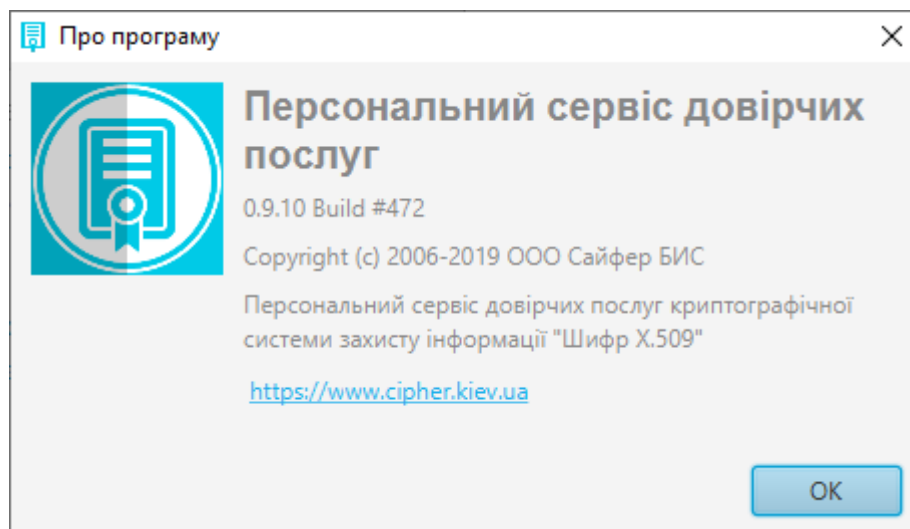 Про програму
Персональний сервіс довірчих
послуг
0.9.10 Build #472
Copyright (c) 2006-2019 ООО Сайфер БИС
Персональний сервіс довірчих послуг криптографічної
системи захисту інформації "Шифр X.509"
https://www.cipher.kiev.ua
OK